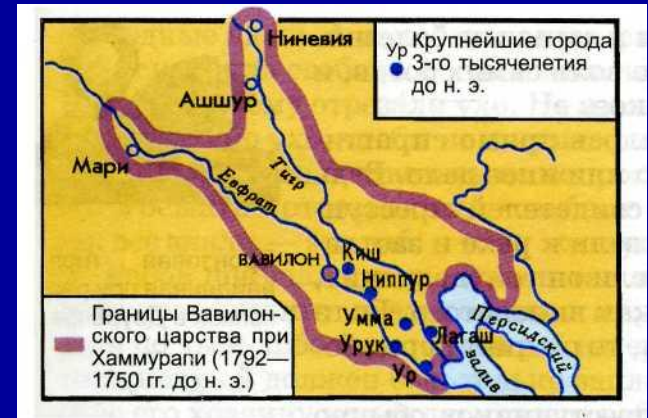 Ниневия
Ашшур
Мари
Евфрат
Тигр
ВАВИЛОН
Киш
Ниппур
Умма
Урук
Лагаш
Ур
Персидский
залив
Ур Крупнейшие города
3-го тысячелетия
до н. э.
Границы Вавилон-
ского царства при
Хаммурапи (1792—
1750 гг. до н. э.)